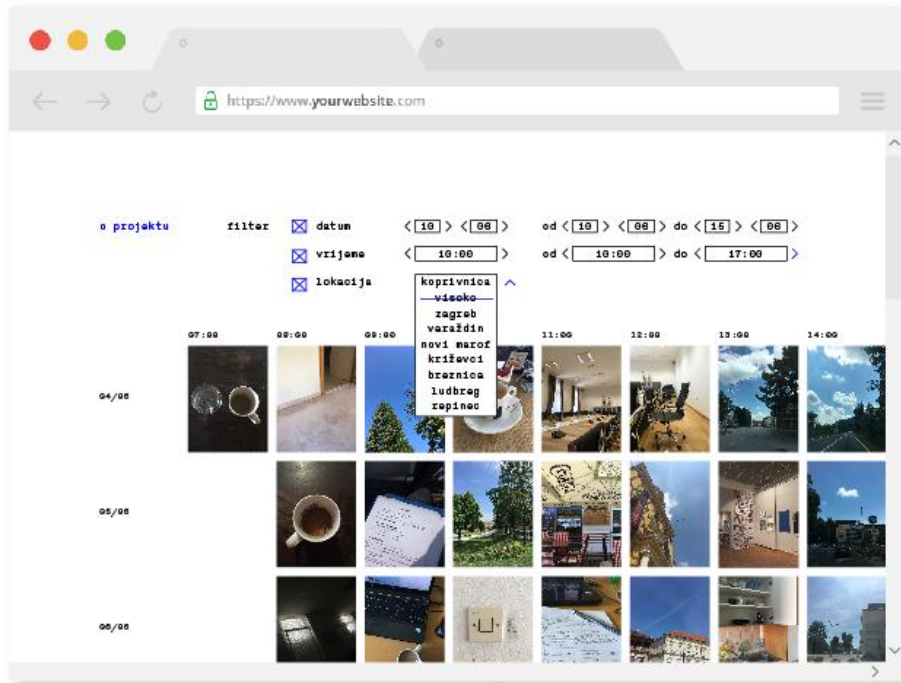 https://www.yourwebsite.com
o projektu filter datum < 10 > < 06 > od < 10 > < 06 > do < 15 > < 06 >
vrijeme < 10:00 > od < 10:00 > do < 17:00 >
lokacija koprivnica
visoko
zagreb
varaždin
novi marof
križevci
breznica
ludbreg
repinec
07:00 08:00 09:00 11:00 12:00 13:00 14:00
04/06
05/06
06/06